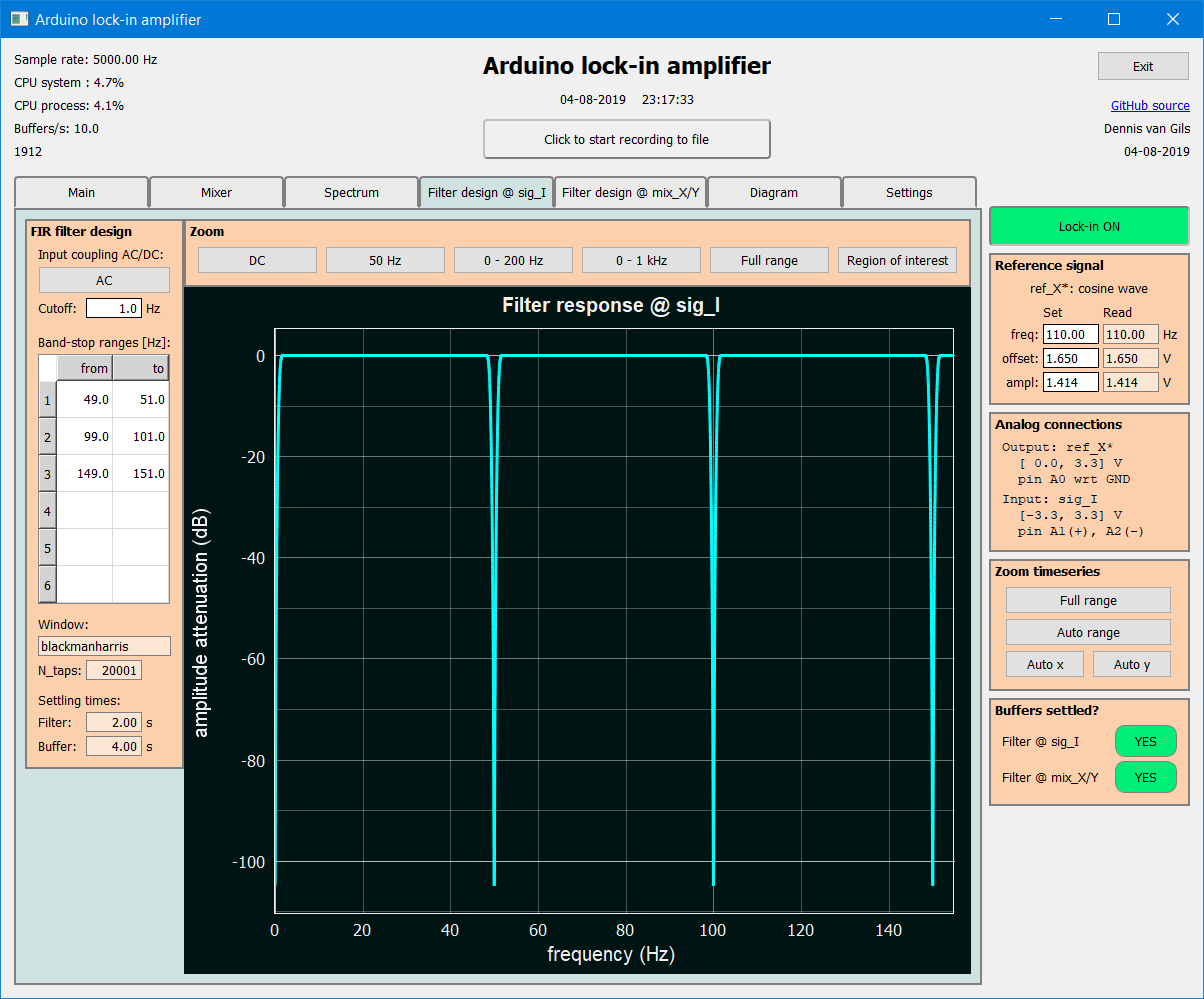 Arduino lock-in amplifier
Sample rate: 5000.00 Hz
CPU system : 4.7%
CPU process: 4.1%
Buffers/s: 10.0
1912
Arduino lock-in amplifier
04-08-2019 23:17:33
Click to start recording to file
Exit
GitHub source
Dennis van Gils
04-08-2019
Main Mixer Spectrum Filter design @ sig_I Filter design @ mix_X/Y Diagram Settings
FIR filter design
Input coupling AC/DC:
AC
Cutoff: 1.0 Hz
Band-stop ranges [Hz]:
from to
1 49.0 51.0
2 99.0 101.0
3 149.0 151.0
4
5
6
Window:
blackmanharris
N_taps: 20001
Settling times:
Filter: 2.00 s
Buffer: 4.00 s
Zoom
DC 50 Hz 0 - 200 Hz 0 - 1 kHz Full range Region of interest
Filter response @ sig_I
amplitude attenuation (dB)
0
-20
-40
-60
-80
-100
0 20 40 60 80 100 120 140
frequency (Hz)
Lock-in ON
Reference signal
ref_X*: cosine wave
Set Read
freq: 110.00 110.00 Hz
offset: 1.650 1.650 V
ampl: 1.414 1.414 V
Analog connections
Output: ref_X*
[ 0.0, 3.3] V
pin A0 wrt GND
Input: sig_I
[-3.3, 3.3] V
pin A1(+), A2(-)
Zoom timeseries
Full range
Auto range
Auto x Auto y
Buffers settled?
Filter @ sig_I YES
Filter @ mix_X/Y YES